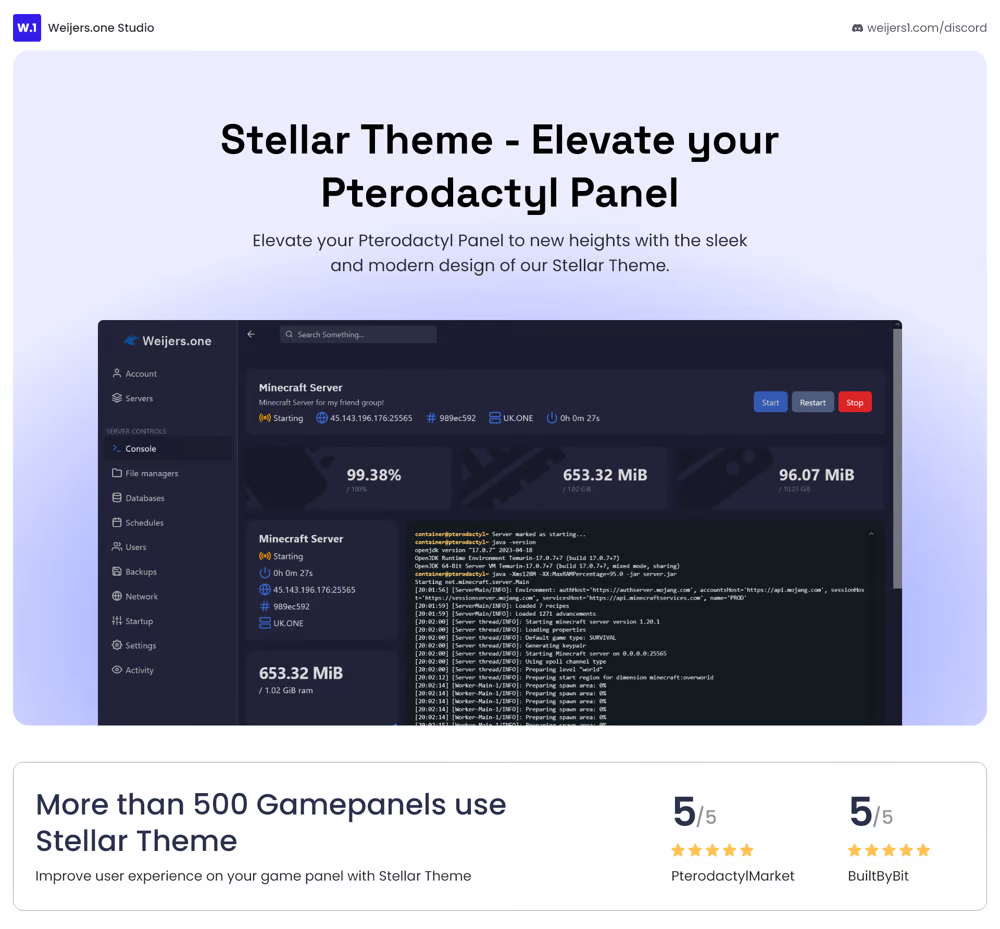 W.1 Weijers.one Studio
weijers1.com/discord
Stellar Theme - Elevate your
Pterodactyl Panel
Elevate your Pterodactyl Panel to new heights with the sleek
and modern design of our Stellar Theme.
Weijers.one
Search Something...
Account
Servers
SERVER CONTROLS
Console
File managers
Databases
Schedules
Users
Backups
Network
Startup
Settings
Activity
Minecraft Server
Minecraft Server for my friend group!
Starting 45.143.196.176:25565 989ec592 UK.ONE 0h 0m 27s
Start Restart Stop
99.38%
/ 100%
653.32 MiB
/ 1.02 GiB
96.07 MiB
/ 10.23 GiB
Minecraft Server
Starting
0h 0m 27s
45.143.196.176:25565
989ec592
UK.ONE
653.32 MiB
/ 1.02 GiB ram
container@pterodactyl~ Server marked as starting...
container@pterodactyl~ java -version
openjdk version "17.0.7" 2023-04-18
OpenJDK Runtime Environment Temurin-17.0.7+7 (build 17.0.7+7)
OpenJDK 64-Bit Server VM Temurin-17.0.7+7 (build 17.0.7+7, mixed mode, sharing)
container@pterodactyl~ java -Xms128M -XX:MaxRAMPercentage=95.0 -jar server.jar
Starting net.minecraft.server.Main
[20:01:56] [ServerMain/INFO]: Environment: authHost='https://authserver.mojang.com', accountsHost='https://api.mojang.com', sessionHos
t='https://sessionserver.mojang.com', servicesHost='https://api.minecraftservices.com', name='PROD'
[20:01:59] [ServerMain/INFO]: Loaded 7 recipes
[20:01:59] [ServerMain/INFO]: Loaded 1271 advancements
[20:02:00] [Server thread/INFO]: Starting minecraft server version 1.20.1
[20:02:00] [Server thread/INFO]: Loading properties
[20:02:00] [Server thread/INFO]: Default game type: SURVIVAL
[20:02:00] [Server thread/INFO]: Generating keypair
[20:02:00] [Server thread/INFO]: Starting Minecraft server on 0.0.0.0:25565
[20:02:00] [Server thread/INFO]: Using epoll channel type
[20:02:00] [Server thread/INFO]: Preparing level "world"
[20:02:12] [Server thread/INFO]: Preparing start region for dimension minecraft:overworld
[20:02:14] [Worker-Main-1/INFO]: Preparing spawn area: 0%
[20:02:14] [Worker-Main-1/INFO]: Preparing spawn area: 0%
[20:02:14] [Worker-Main-1/INFO]: Preparing spawn area: 0%
[20:02:14] [Worker-Main-1/INFO]: Preparing spawn area: 0%
[20:02:14] [Worker-Main-1/INFO]: Preparing spawn area: 0%
[20:02:15] [Worker-Main-1/INFO]: Preparing spawn area: 0%
More than 500 Gamepanels use
Stellar Theme
Improve user experience on your game panel with Stellar Theme
5/5
PterodactylMarket
5/5
BuiltByBit